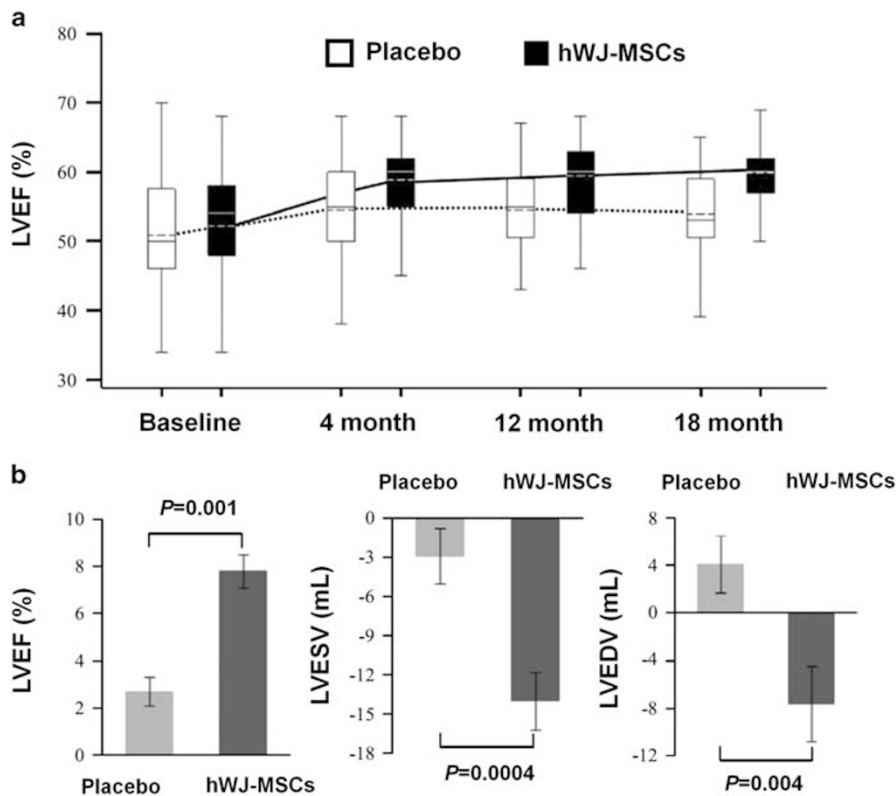 a
80
70
60
50
40
30
LVEF (%)
Placebo
hWJ-MSCs
Baseline
4 month
12 month
18 month
b
P=0.001
10
8
6
4
2
0
LVEF (%)
Placebo
hWJ-MSCs
Placebo
hWJ-MSCs
0
-3
-6
-9
-12
-15
-18
LVESV (mL)
P=0.0004
Placebo
hWJ-MSCs
8
4
0
-4
-8
-12
LVEDV (mL)
P=0.004